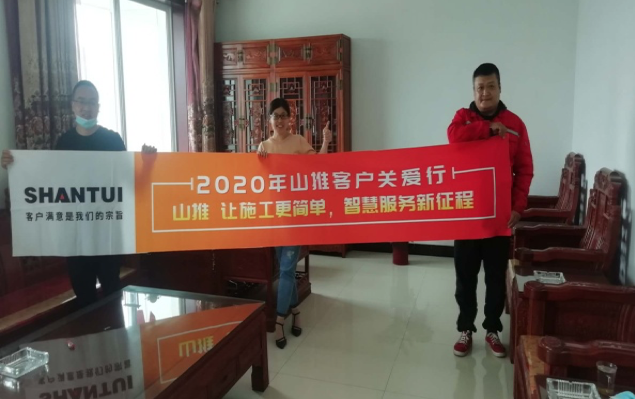 SHANTUI
客户满意是我们的宗旨
2020年山推客户关爱行
山推 让施工更简单，智慧服务新征程